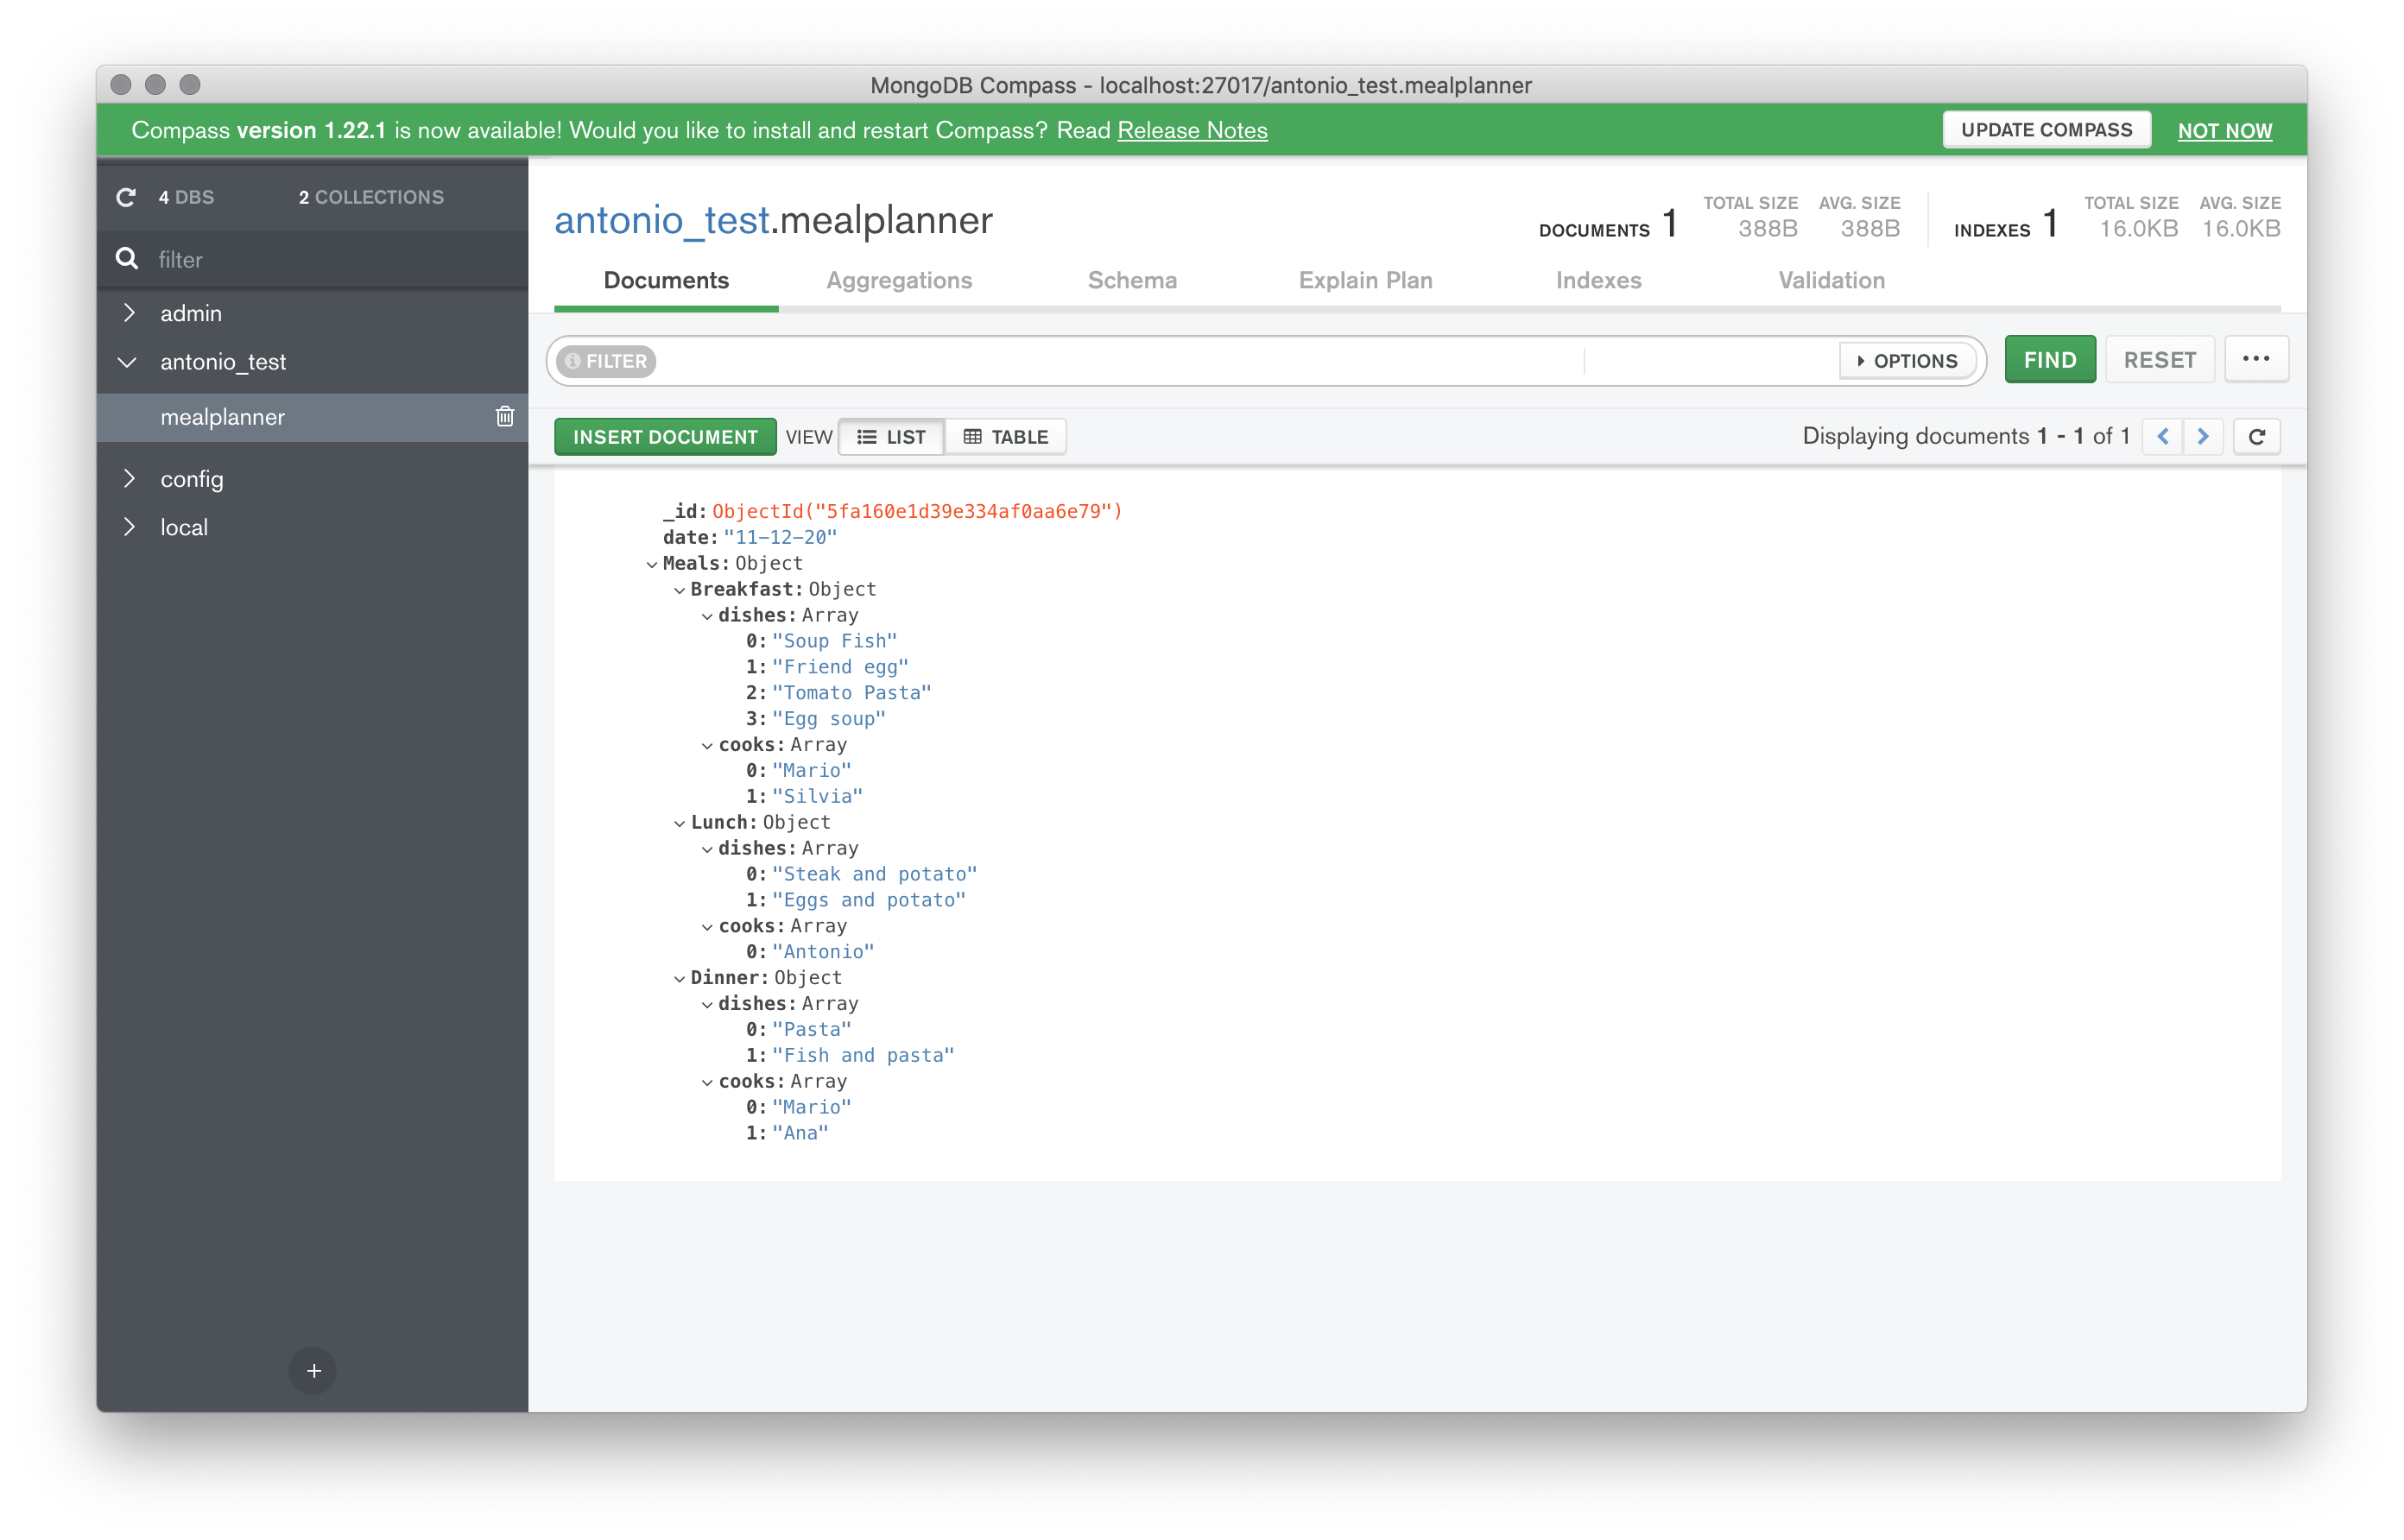 MongoDB Compass - localhost:27017/antonio_test.mealplanner
Compass version 1.22.1 is now available! Would you like to install and restart Compass? Read Release Notes
UPDATE COMPASS
NOT NOW
4 DBS
2 COLLECTIONS
filter
admin
antonio_test
mealplanner
config
local
antonio_test.mealplanner
DOCUMENTS 1
TOTAL SIZE
388B
AVG. SIZE
388B
INDEXES 1
TOTAL SIZE
16.0KB
AVG. SIZE
16.0KB
Documents
Aggregations
Schema
Explain Plan
Indexes
Validation
FILTER
OPTIONS
FIND
RESET
INSERT DOCUMENT
VIEW
LIST
TABLE
Displaying documents 1 - 1 of 1
_id: ObjectId("5fa160e1d39e334af0aa6e79")
date: "11-12-20"
Meals: Object
Breakfast: Object
dishes: Array
0: "Soup Fish"
1: "Friend egg"
2: "Tomato Pasta"
3: "Egg soup"
cooks: Array
0: "Mario"
1: "Silvia"
Lunch: Object
dishes: Array
0: "Steak and potato"
1: "Eggs and potato"
cooks: Array
0: "Antonio"
Dinner: Object
dishes: Array
0: "Pasta"
1: "Fish and pasta"
cooks: Array
0: "Mario"
1: "Ana"